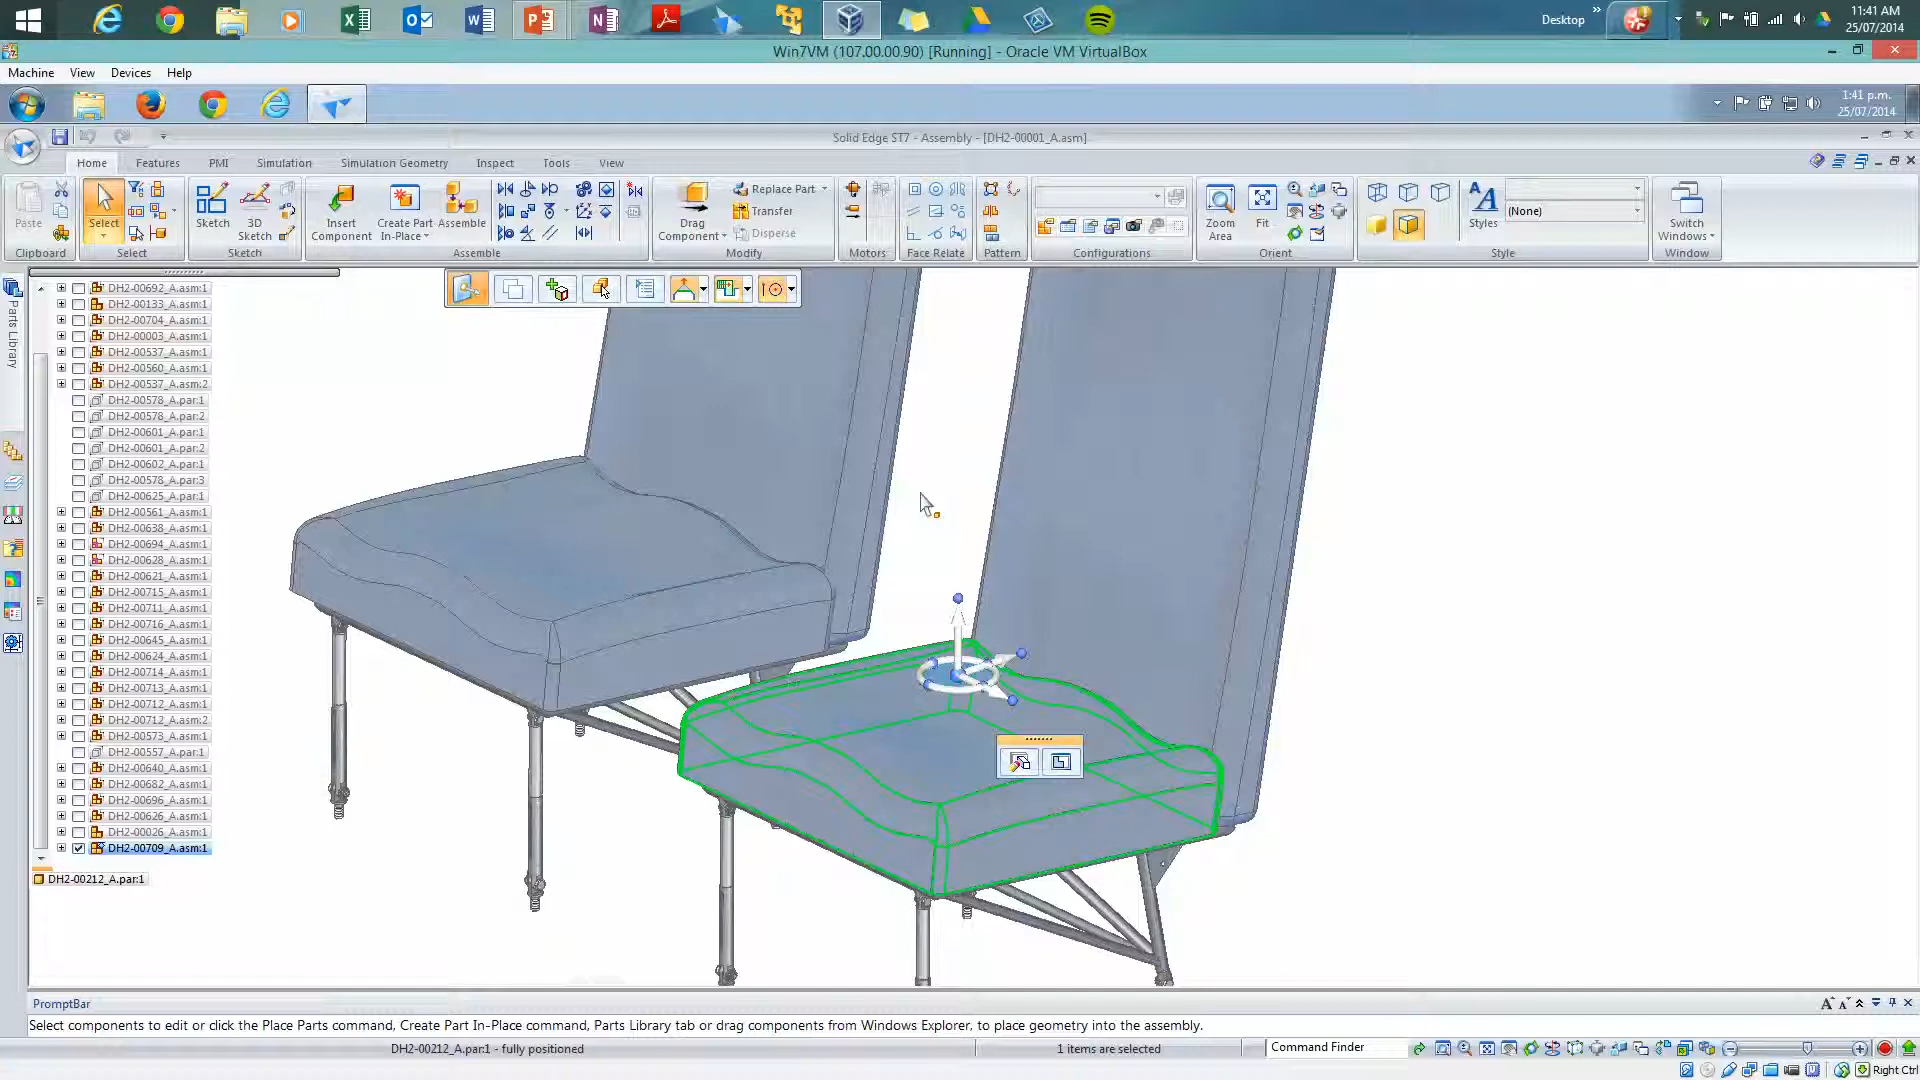 Desktop
11:41 AM
25/07/2014
Win7VM (107.00.00.90) [Running] - Oracle VM VirtualBox
Machine View Devices Help
1:41 p.m.
25/07/2014
Solid Edge ST7 - Assembly - [DH2-00001_A.asm]
Home Features PMI Simulation Simulation Geometry Inspect Tools View
Paste
Clipboard
Select
Select
Sketch
3D Sketch
Sketch
Insert Component
Create Part In-Place
Assembly
Assemble
Drag Component
Replace Part
Transfer
Disperse
Modify
Motors
Face Relate
Pattern
Configurations
Zoom Area
Fit
Orient
Styles
(None)
Style
Switch Windows
Window
Parts Library
DH2-00692_A.asm:1
DH2-00133_A.asm:1
DH2-00704_A.asm:1
DH2-00003_A.asm:1
DH2-00537_A.asm:1
DH2-00560_A.asm:1
DH2-00537_A.asm:2
DH2-00578_A.par:1
DH2-00578_A.par:2
DH2-00601_A.par:1
DH2-00601_A.par:2
DH2-00602_A.par:1
DH2-00578_A.par:3
DH2-00625_A.par:1
DH2-00561_A.asm:1
DH2-00638_A.asm:1
DH2-00694_A.asm:1
DH2-00628_A.asm:1
DH2-00621_A.asm:1
DH2-00715_A.asm:1
DH2-00711_A.asm:1
DH2-00716_A.asm:1
DH2-00645_A.asm:1
DH2-00624_A.asm:1
DH2-00714_A.asm:1
DH2-00713_A.asm:1
DH2-00712_A.asm:1
DH2-00712_A.asm:2
DH2-00573_A.asm:1
DH2-00557_A.par:1
DH2-00640_A.asm:1
DH2-00682_A.asm:1
DH2-00696_A.asm:1
DH2-00626_A.asm:1
DH2-00026_A.asm:1
DH2-00709_A.asm:1
DH2-00212_A.par:1
PromptBar
Select components to edit or click the Place Parts command, Create Part In-Place command, Parts Library tab or drag components from Windows Explorer, to place geometry into the assembly.
DH2-00212_A.par:1 - fully positioned
1 items are selected
Command Finder
Right Ctrl